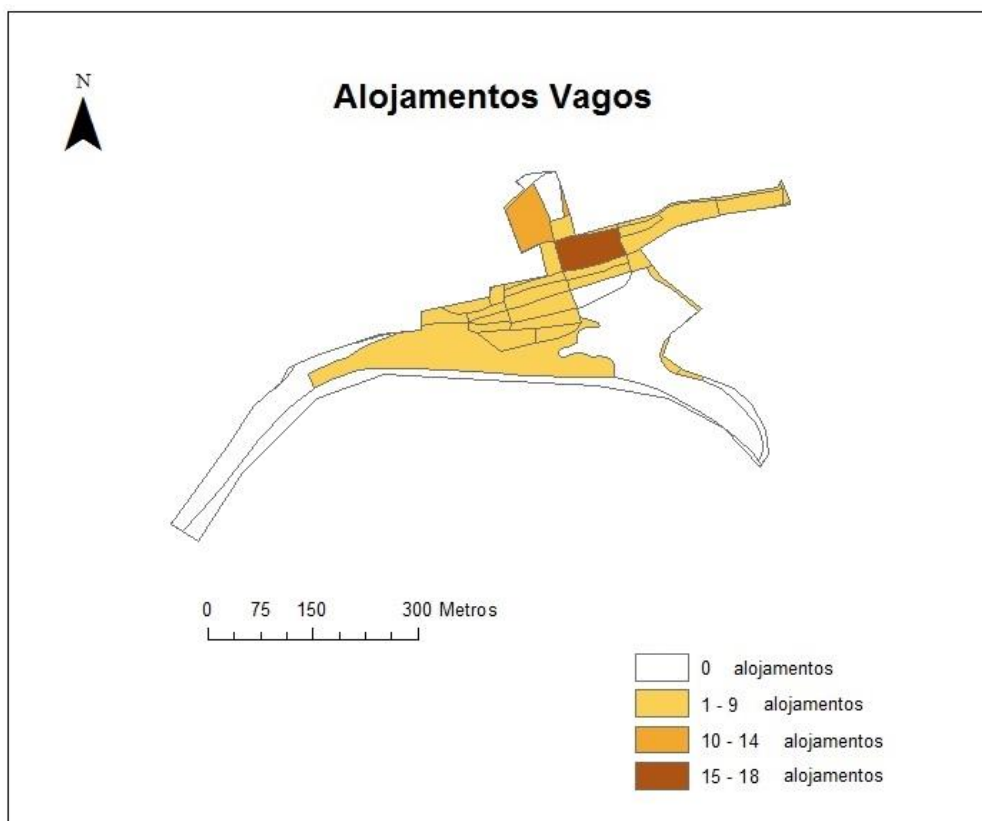 N
Alojamentos Vagos
0 75 150 300 Metros
0 alojamentos
1 - 9 alojamentos
10 - 14 alojamentos
15 - 18 alojamentos